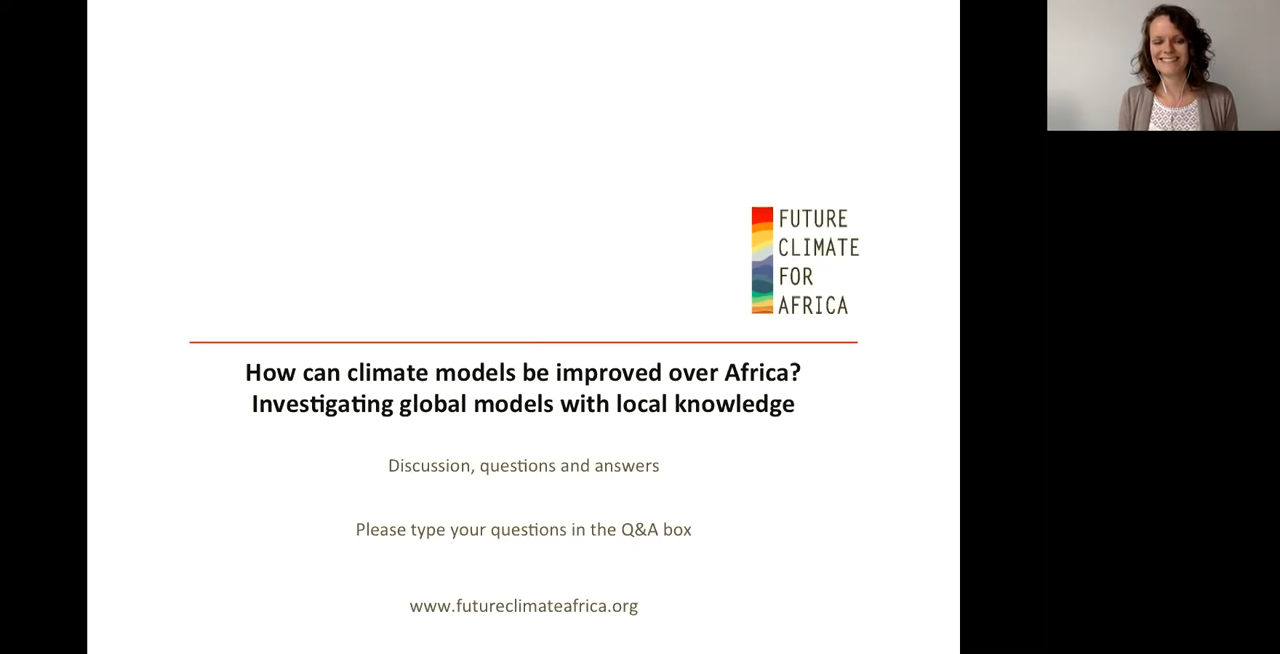 FUTURE
CLIMATE
FOR
AFRICA
How can climate models be improved over Africa?
Investigating global models with local knowledge
Discussion, questions and answers
Please type your questions in the Q&A box
www.futureclimateafrica.org